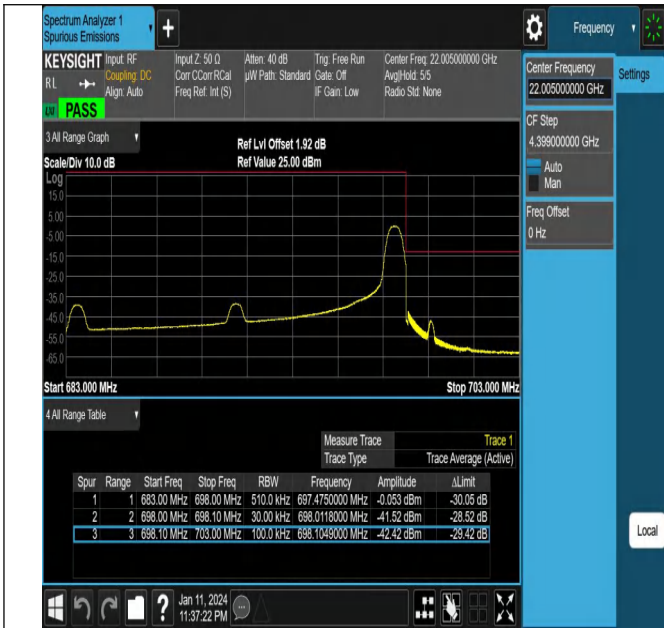 Spectrum Analyzer 1
Spurious Emissions
Frequency
KEYSIGHT
RL
PASS
Input: RF
Coupling: DC
Align: Auto
Input Z: 50 Ω
Corr CCorr RCal
Freq Ref: Int (S)
Atten: 40 dB
µW Path: Standard
Trig: Free Run
Gate: Off
IF Gain: Low
Center Freq: 22.005000000 GHz
Avg|Hold: 5/5
Radio Std: None
Center Frequency
22.005000000 GHz
Settings
CF Step
4.399000000 GHz
Auto
Man
Freq Offset
0 Hz
3 All Range Graph
Scale/Div 10.0 dB
Ref Lvl Offset 1.92 dB
Ref Value 25.00 dBm
Log
15.0
5.00
-5.00
-15.0
-25.0
-35.0
-45.0
-55.0
-65.0
Start 683.000 MHz
Stop 703.000 MHz
4 All Range Table
Measure Trace Trace 1
Trace Type Trace Average (Active)
Spur Range Start Freq Stop Freq RBW Frequency Amplitude ΔLimit
1 1 683.00 MHz 698.00 MHz 510.0 kHz 697.4750000 MHz -0.053 dBm -30.05 dB
2 2 698.00 MHz 698.10 MHz 30.00 kHz 698.0118000 MHz -41.52 dBm -28.52 dB
3 3 698.10 MHz 703.00 MHz 100.0 kHz 698.1049000 MHz -42.42 dBm -29.42 dB
Local
Jan 11, 2024
11:37:22 PM